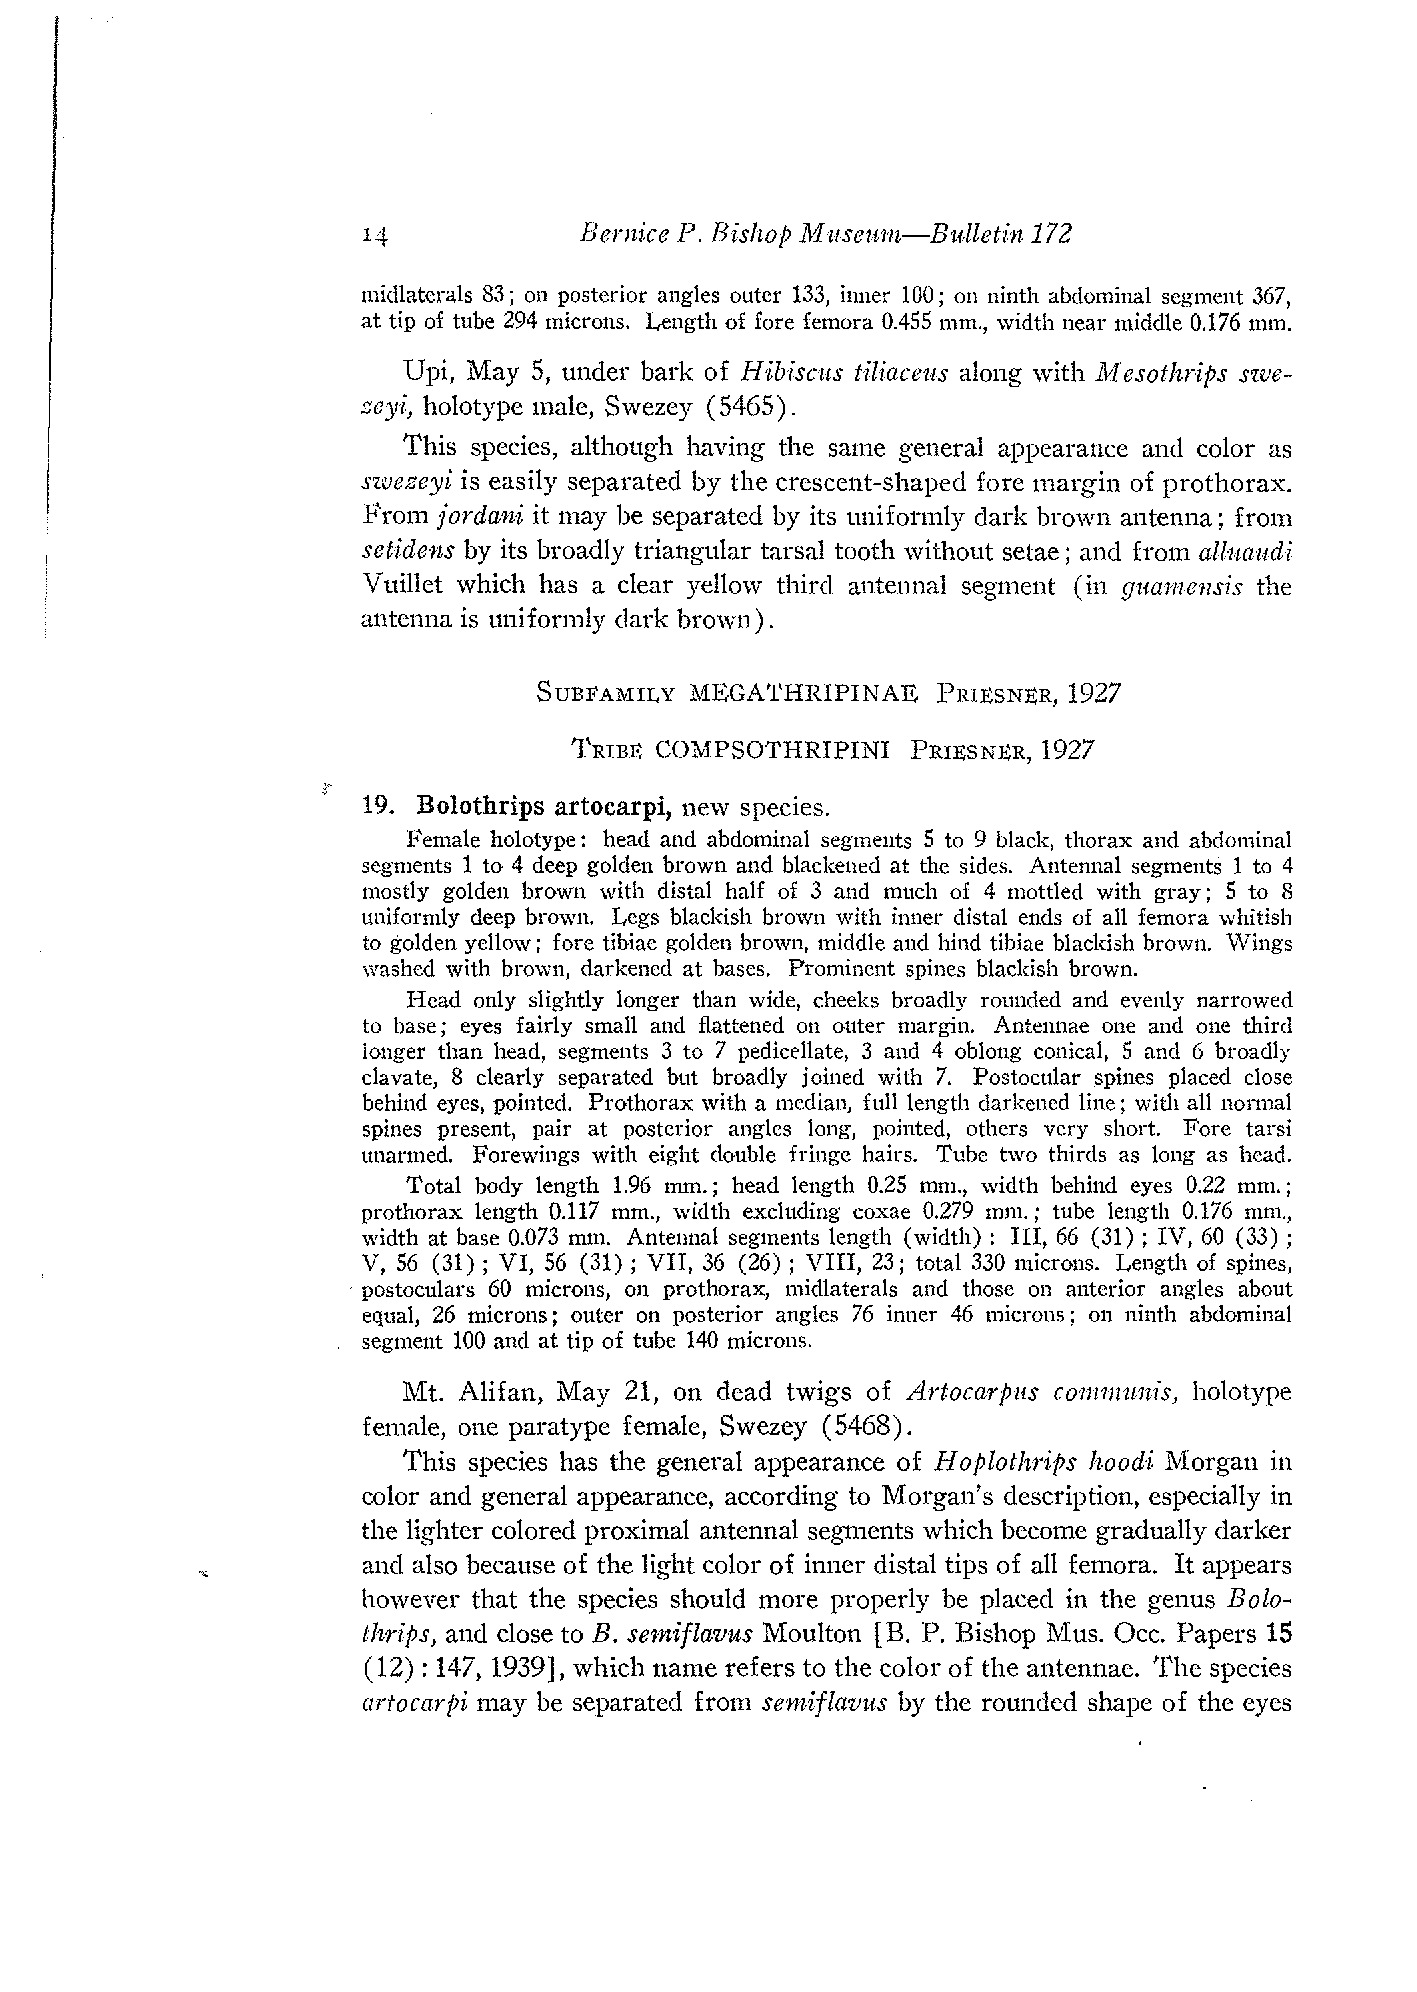 14 Bernice P. Bishop Museum—Bulletin 172
midlaterals 83; on posterior angles outer 133, inner 100; on ninth abdominal segment 367,
at tip of tube 294 microns. Length of fore femora 0.455 mm., width near middle 0.176 mm.
Upi, May 5, under bark of Hibiscus tiliaceus along with Mesothrips swe-
zeyi, holotype male, Swezey (5465).
This species, although having the same general appearance and color as
swezeyi is easily separated by the crescent-shaped fore margin of prothorax.
From jordani it may be separated by its uniformly dark brown antenna; from
setidens by its broadly triangular tarsal tooth without setae; and from alluaudi
Vuillet which has a clear yellow third antennal segment (in guamensis the
antenna is uniformly dark brown).
SUBFAMILY MEGATHRIPINAE PRIESNER, 1927
TRIBE COMPSOTHRIPINI PRIESNER, 1927
19. Bolothrips artocarpi, new species.
Female holotype: head and abdominal segments 5 to 9 black, thorax and abdominal
segments 1 to 4 deep golden brown and blackened at the sides. Antennal segments 1 to 4
mostly golden brown with distal half of 3 and much of 4 mottled with gray; 5 to 8
uniformly deep brown. Legs blackish brown with inner distal ends of all femora whitish
to golden yellow; fore tibiae golden brown, middle and hind tibiae blackish brown. Wings
washed with brown, darkened at bases. Prominent spines blackish brown.
Head only slightly longer than wide, cheeks broadly rounded and evenly narrowed
to base; eyes fairly small and flattened on outer margin. Antennae one and one third
longer than head, segments 3 to 7 pedicellate, 3 and 4 oblong conical, 5 and 6 broadly
clavate, 8 clearly separated but broadly joined with 7. Postocular spines placed close
behind eyes, pointed. Prothorax with a median, full length darkened line; with all normal
spines present, pair at posterior angles long, pointed, others very short. Fore tarsi
unarmed. Forewings with eight double fringe hairs. Tube two thirds as long as head.
Total body length 1.96 mm.; head length 0.25 mm., width behind eyes 0.22 mm.;
prothorax length 0.117 mm., width excluding coxae 0.279 mm.; tube length 0.176 mm.,
width at base 0.073 mm. Antennal segments length (width): III, 66 (31); IV, 60 (33);
V, 56 (31); VI, 56 (31); VII, 36 (26); VIII, 23; total 330 microns. Length of spines,
postoculars 60 microns, on prothorax, midlaterals and those on anterior angles about
equal, 26 microns; outer on posterior angles 76 inner 46 microns; on ninth abdominal
segment 100 and at tip of tube 140 microns.
Mt. Alifan, May 21, on dead twigs of Artocarpus communis, holotype
female, one paratype female, Swezey (5468).
This species has the general appearance of Hoplothrips hoodi Morgan in
color and general appearance, according to Morgan's description, especially in
the lighter colored proximal antennal segments which become gradually darker
and also because of the light color of inner distal tips of all femora. It appears
however that the species should more properly be placed in the genus Bolo-
thrips, and close to B. semiflavus Moulton [B. P. Bishop Mus. Occ. Papers 15
(12): 147, 1939], which name refers to the color of the antennae. The species
artocarpi may be separated from semiflavus by the rounded shape of the eyes